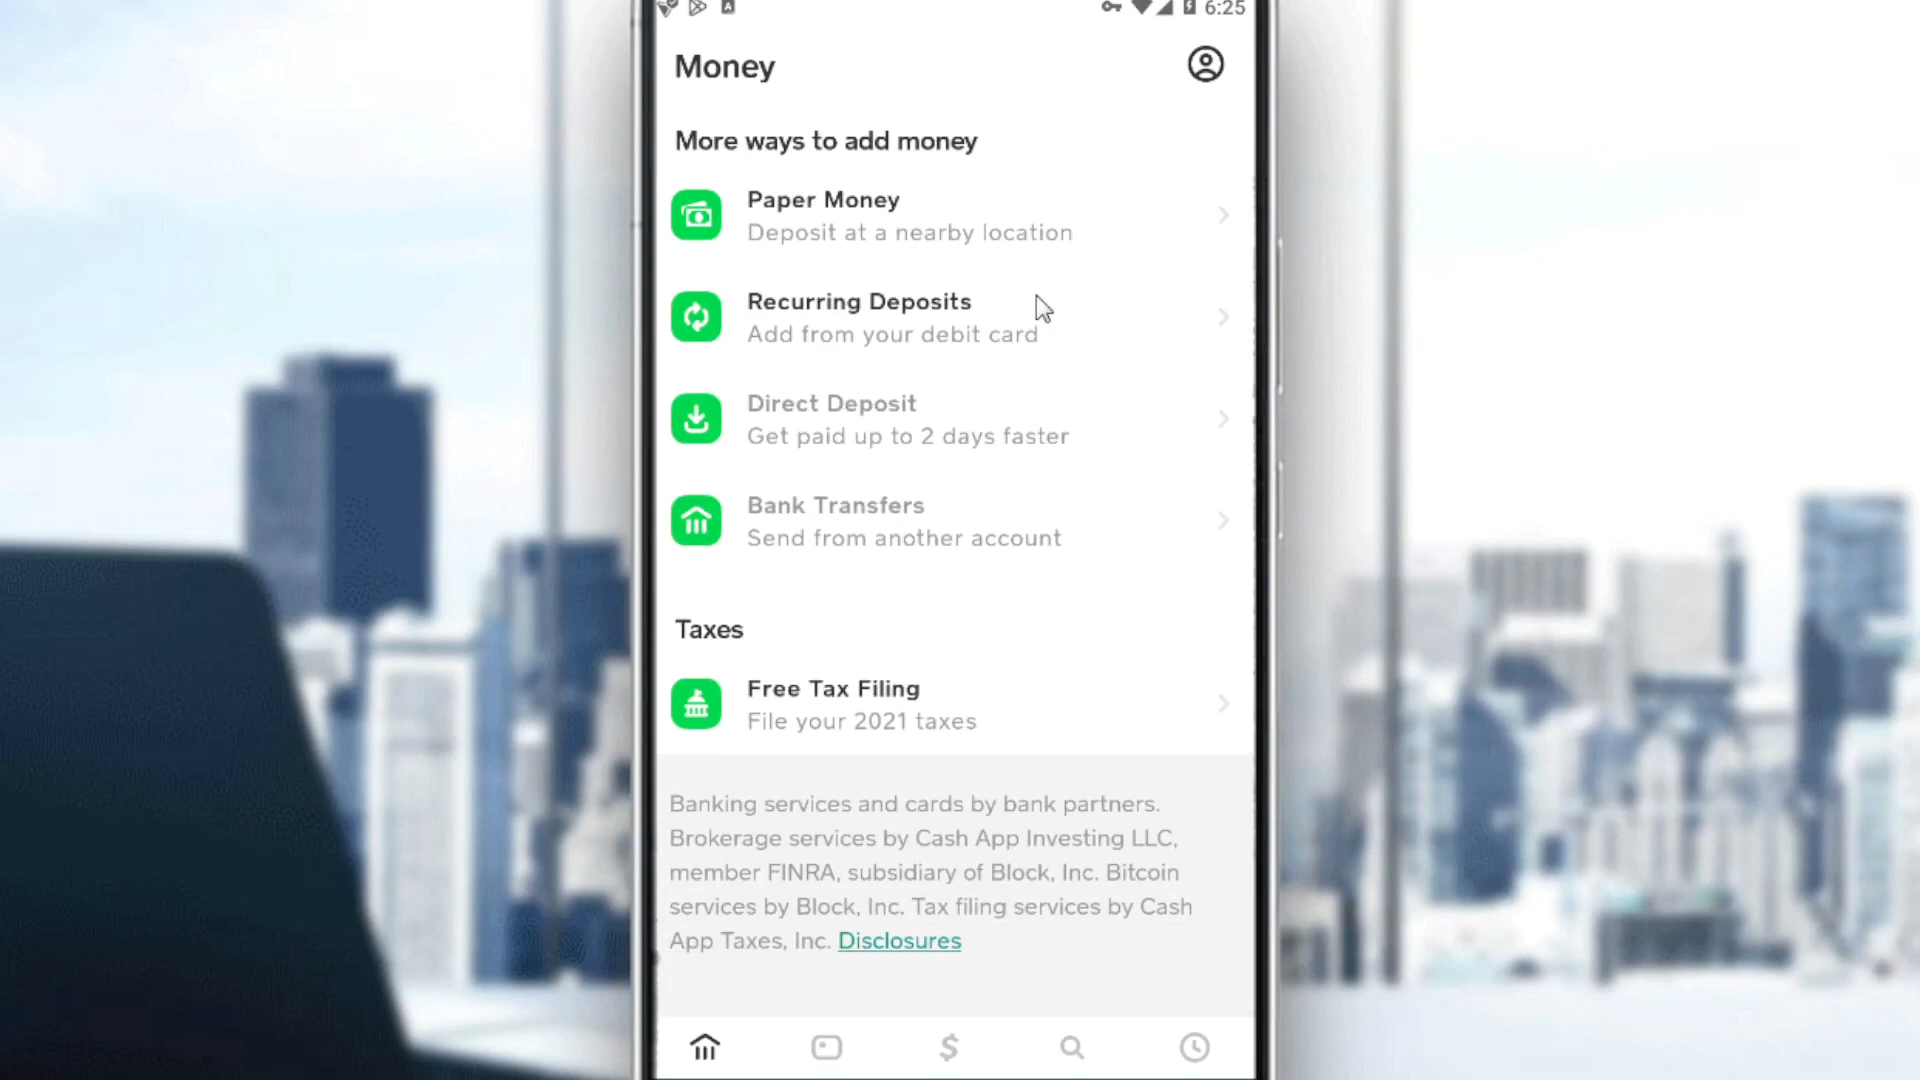 6:25
Money
More ways to add money
Paper Money
Deposit at a nearby location
Recurring Deposits
Add from your debit card
Direct Deposit
Get paid up to 2 days faster
Bank Transfers
Send from another account
Taxes
Free Tax Filing
File your 2021 taxes
Banking services and cards by bank partners.
Brokerage services by Cash App Investing LLC,
member FINRA, subsidiary of Block, Inc. Bitcoin
services by Block, Inc. Tax filing services by Cash
App Taxes, Inc. Disclosures